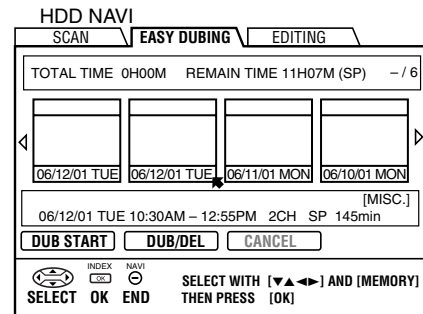 HDD NAVI
SCAN EASY DUBING EDITING
TOTAL TIME 0H00M REMAIN TIME 11H07M (SP) – / 6
06/12/01 TUE 06/12/01 TUE 06/11/01 MON 06/10/01 MON
[MISC.]
06/12/01 TUE 10:30AM – 12:55PM 2CH SP 145min
DUB START DUB/DEL CANCEL
INDEX NAVI
OK
SELECT OK END
SELECT WITH [▼▲◄►] AND [MEMORY]
THEN PRESS [OK]